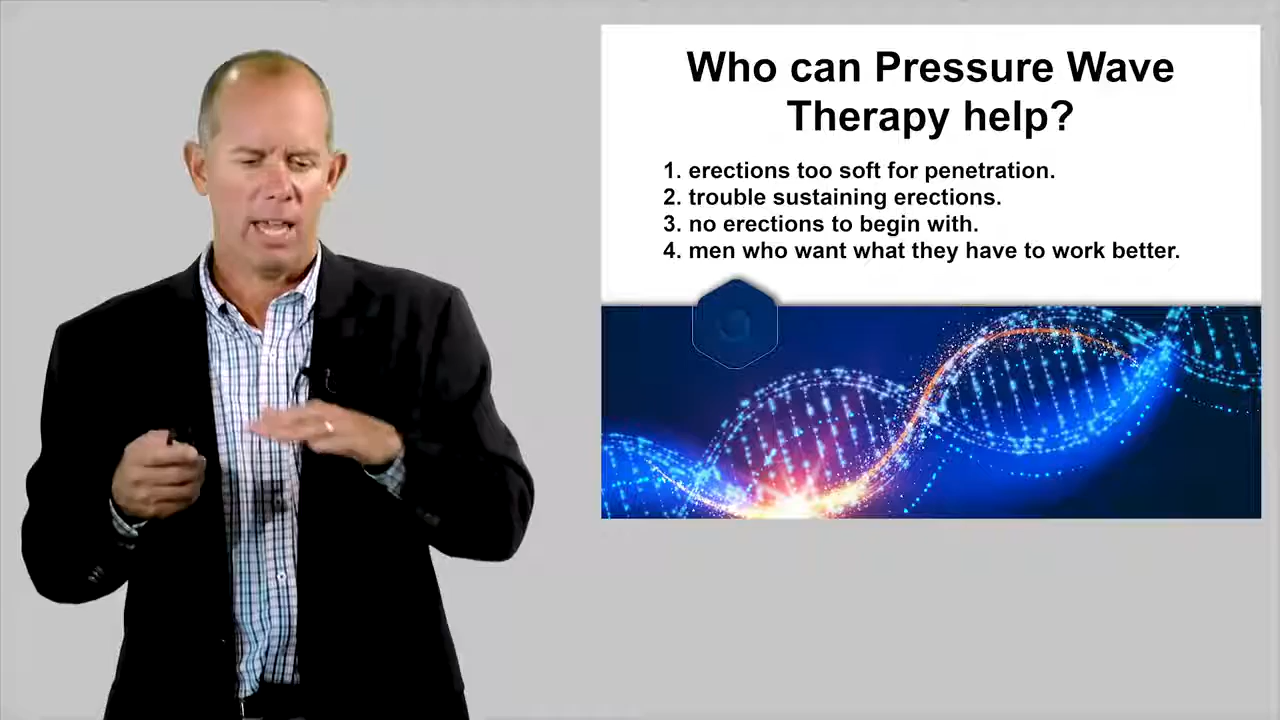 Who can Pressure Wave
Therapy help?
1. erections too soft for penetration.
2. trouble sustaining erections.
3. no erections to begin with.
4. men who want what they have to work better.